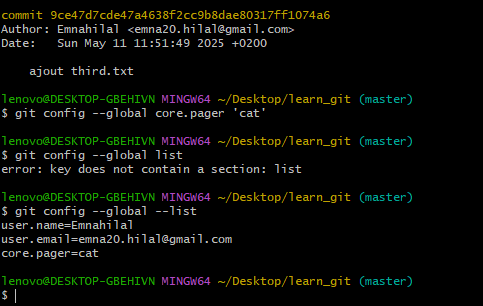 commit 9ce47d7cde47a4638f2cc9b8dae80317ff1074a6
Author: Emnahilal <emna20.hilal@gmail.com>
Date:   Sun May 11 11:51:49 2025 +0200
    ajout third.txt
lenovo@DESKTOP-GBEHIVN MINGW64 ~/Desktop/learn_git (master)
$ git config --global core.pager 'cat'
lenovo@DESKTOP-GBEHIVN MINGW64 ~/Desktop/learn_git (master)
$ git config --global list
error: key does not contain a section: list
lenovo@DESKTOP-GBEHIVN MINGW64 ~/Desktop/learn_git (master)
$ git config --global --list
user.name=Emnahilal
user.email=emna20.hilal@gmail.com
core.pager=cat
lenovo@DESKTOP-GBEHIVN MINGW64 ~/Desktop/learn_git (master)
$